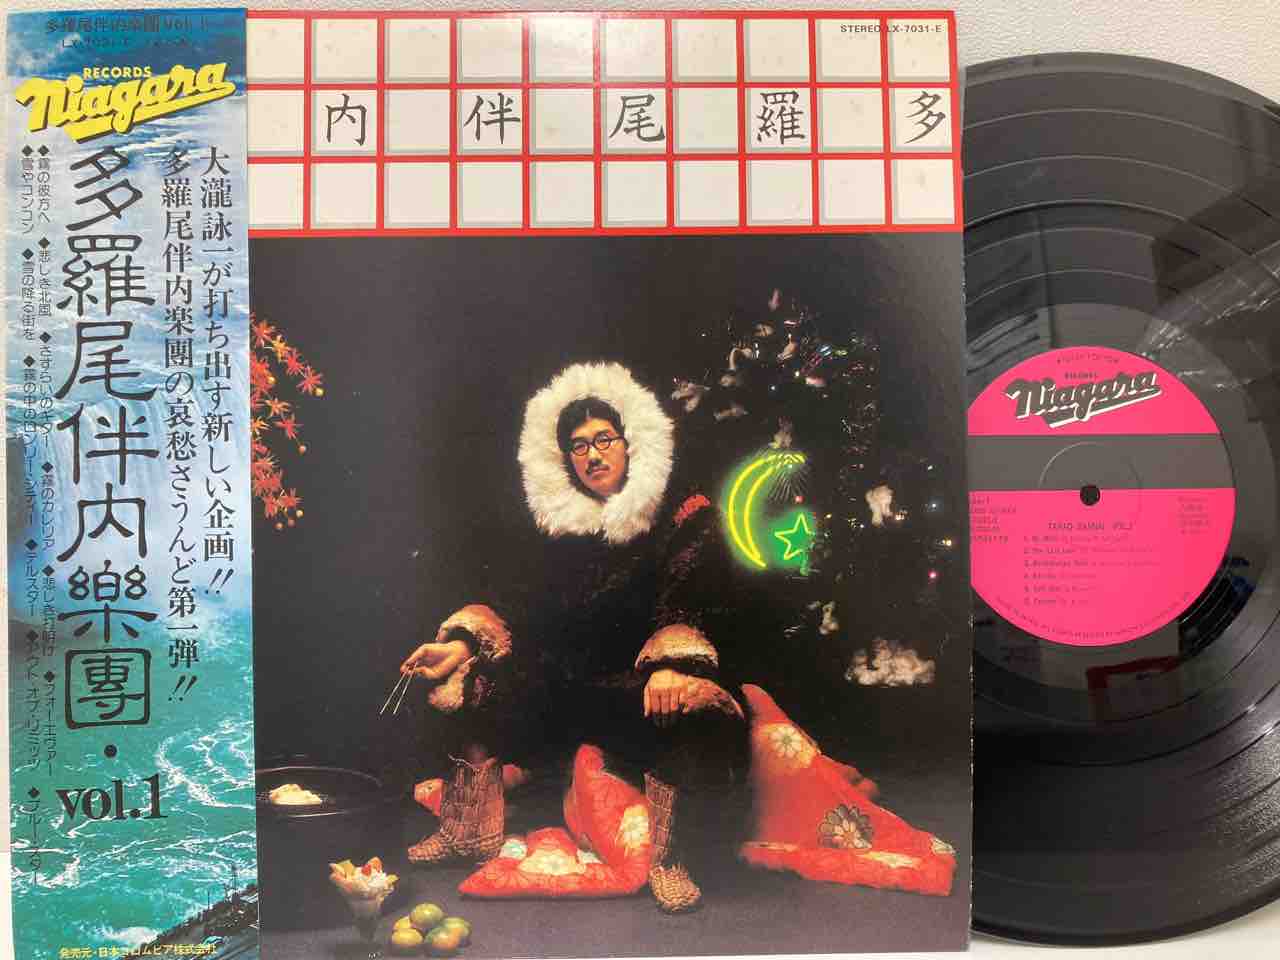 多羅尾伴内樂團 Vol.1
LX-7031-E
RECORDS
Niagara
大瀧詠一が打ち出す新しい企画!!
多羅尾伴内楽團の哀愁さうんど第一弾!!
多羅尾伴内樂團・vol.1
◆霧の彼方へ ◆悲しき北風 ◆さすらいのギター ◆霧のカレリア ◆悲しき打明け ◆フォーエヴァー ◆ブルー・スター
◆雪やコンコン ◆雪の降る街を ◆霧の中のロンリー・シティー ◆テルスター ◆アウト・オブ・リミッツ
発売元・日本コロムビア株式会社
STEREO LX-7031-E
多羅尾伴内
RECORDS
Niagara